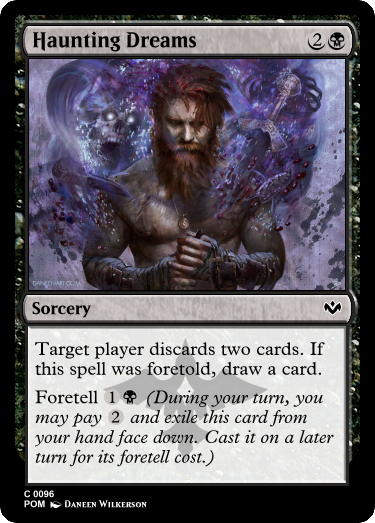 Haunting Dreams 2
DANEENART.COM
Sorcery
Target player discards two cards. If
this spell was foretold, draw a card.
Foretell 1 (During your turn, you
may pay 2 and exile this card from
your hand face down. Cast it on a later
turn for its foretell cost.)
C 0096
POM DANEEN WILKERSON